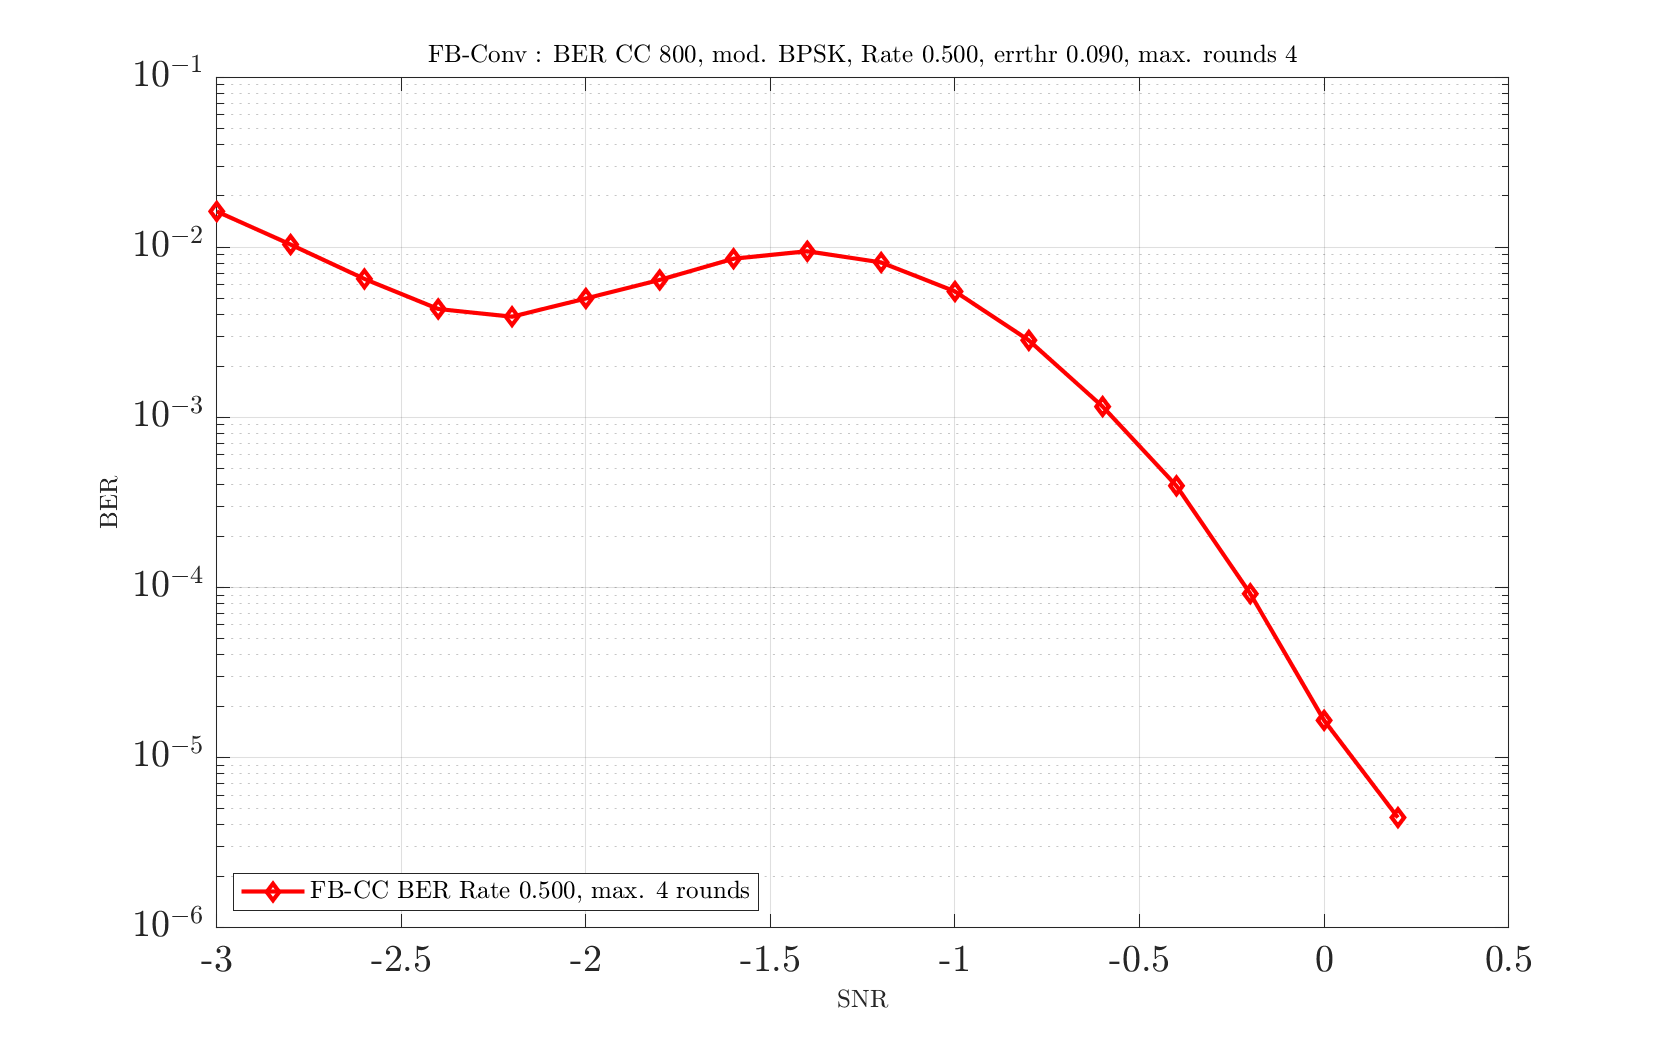 FB-Conv : BER CC 800, mod. BPSK, Rate 0.500, errthr 0.090, max. rounds 4
10⁻¹
10⁻²
10⁻³
10⁻⁴
10⁻⁵
10⁻⁶
BER
FB-CC BER Rate 0.500, max. 4 rounds
-3 -2.5 -2 -1.5 -1 -0.5 0 0.5
SNR